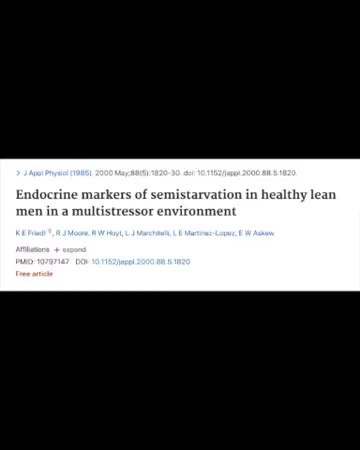 > J Appl Physiol (1985). 2000 May;88(5):1820-30. doi: 10.1152/jappl.2000.88.5.1820.
Endocrine markers of semistarvation in healthy lean
men in a multistressor environment
K E Friedl 1, R J Moore, R W Hoyt, L J Marchitelli, L E Martinez-Lopez, E W Askew
Affiliations + expand
PMID: 10797147 DOI: 10.1152/jappl.2000.88.5.1820
Free article